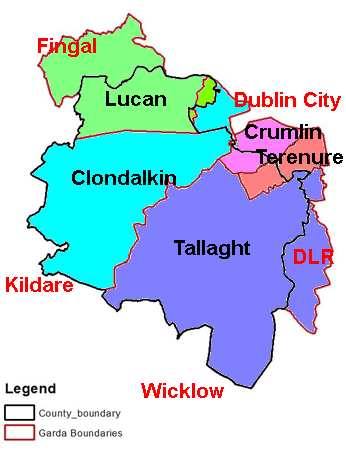 Fingal
Lucan
Dublin City
Crumlin
Terenure
Clondalkin
Tallaght
DLR
Kildare
Wicklow
Legend
County_boundary
Garda Boundaries